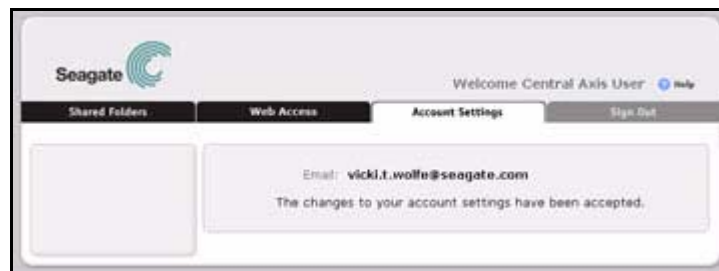 Seagate
Welcome Central Axis User Help
Shared Folders Web Access Account Settings Sign Out
Email: vicki.t.wolfe@seagate.com
The changes to your account settings have been accepted.